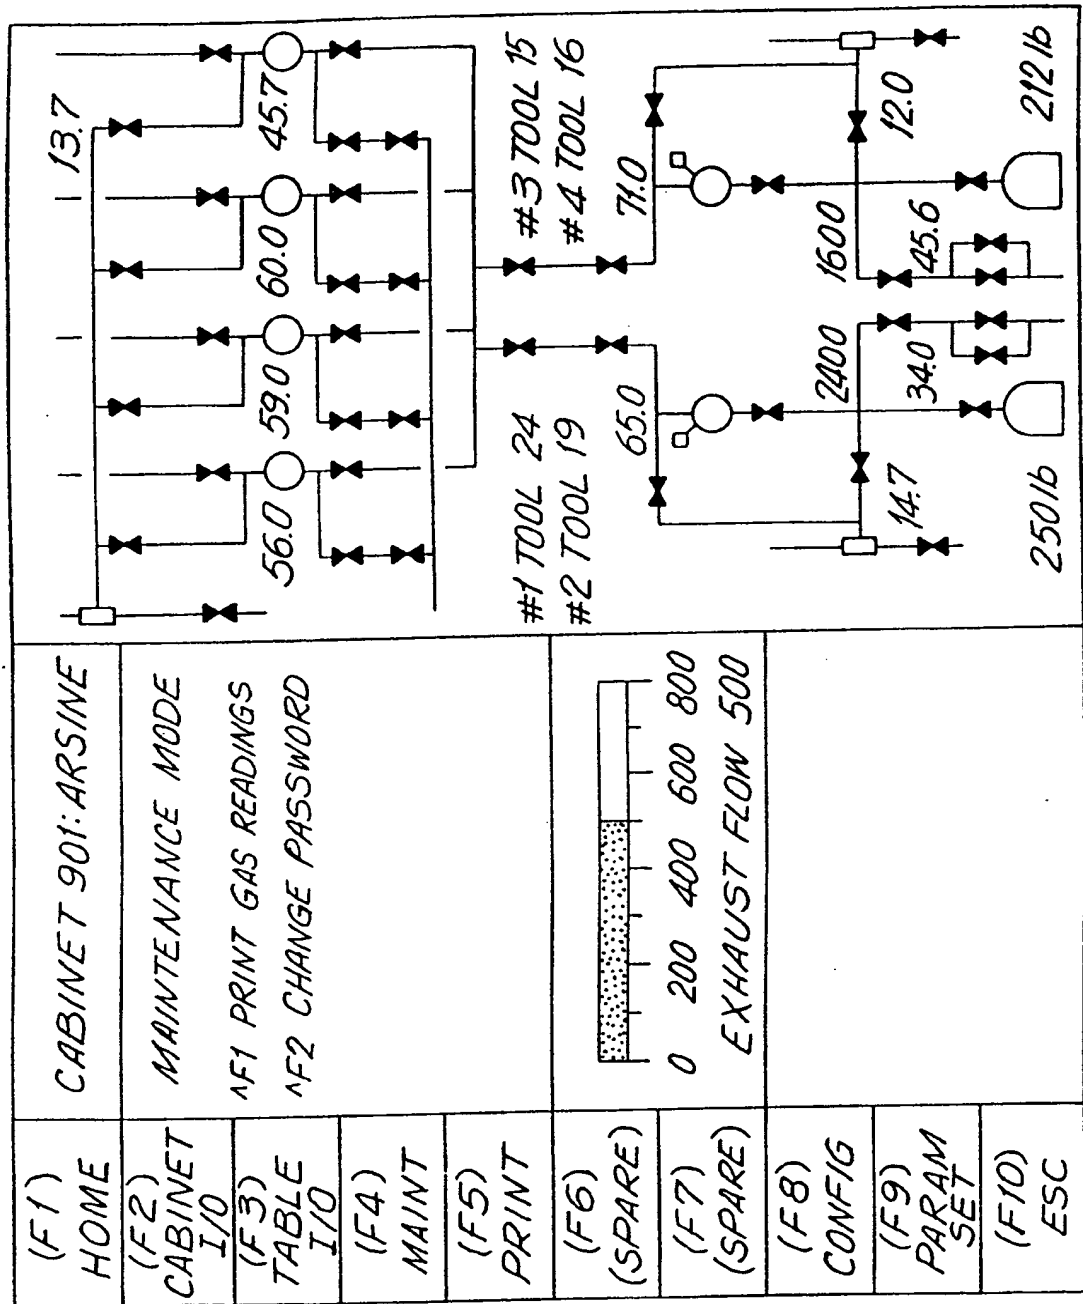 (F1)
HOME
(F2)
CABINET
I/O
(F3)
TABLE
I/O
(F4)
MAINT
(F5)
PRINT
(F6)
(SPARE)
(F7)
(SPARE)
(F8)
CONFIG
(F9)
PARAM
SET
(F10)
ESC
CABINET 901: ARSINE
MAINTENANCE MODE
^F1 PRINT GAS READINGS
^F2 CHANGE PASSWORD
0 200 400 600 800
EXHAUST FLOW 500
13.7
56.0 59.0 60.0 45.7
#1 TOOL 24
#2 TOOL 19
#3 TOOL 15
#4 TOOL 16
65.0 71.0
2400 1600
14.7 34.0 45.6 12.0
250 lb 212 lb